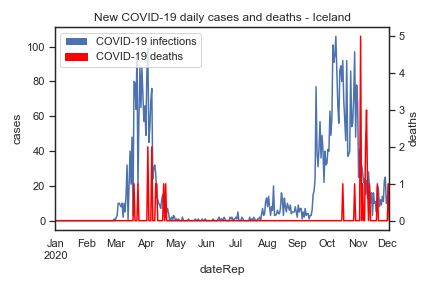 New COVID-19 daily cases and deaths - Iceland
COVID-19 infections
COVID-19 deaths
cases
100
80
60
40
20
0
deaths
5
4
3
2
1
0
Jan Feb Mar Apr May Jun Jul Aug Sep Oct Nov Dec
2020
dateRep